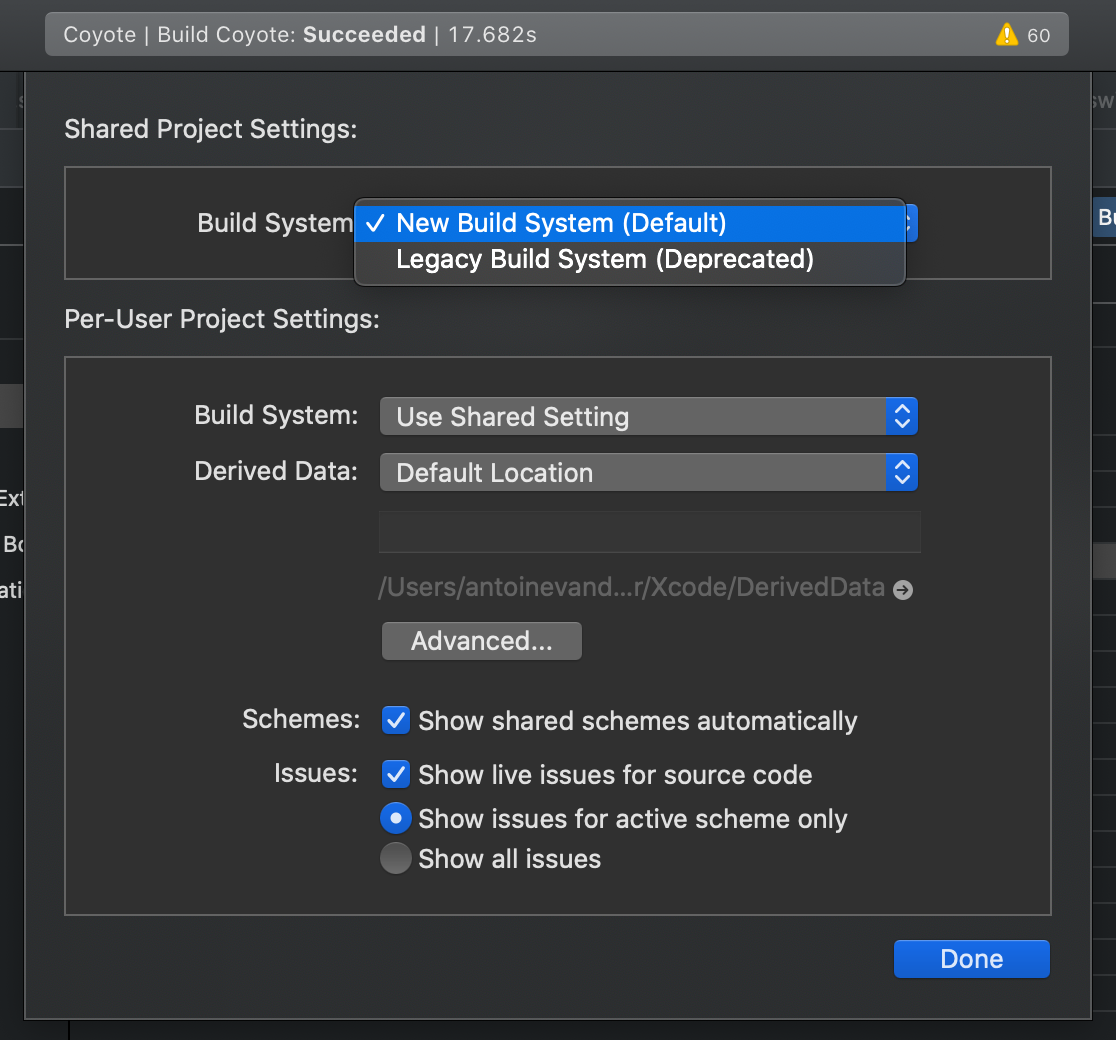 Coyote | Build Coyote: Succeeded | 17.682s 60
Shared Project Settings:
Build System
New Build System (Default)
Legacy Build System (Deprecated)
Per-User Project Settings:
Build System: Use Shared Setting
Derived Data: Default Location
/Users/antoinevand...r/Xcode/DerivedData
Advanced...
Schemes: Show shared schemes automatically
Issues: Show live issues for source code
Show issues for active scheme only
Show all issues
Done